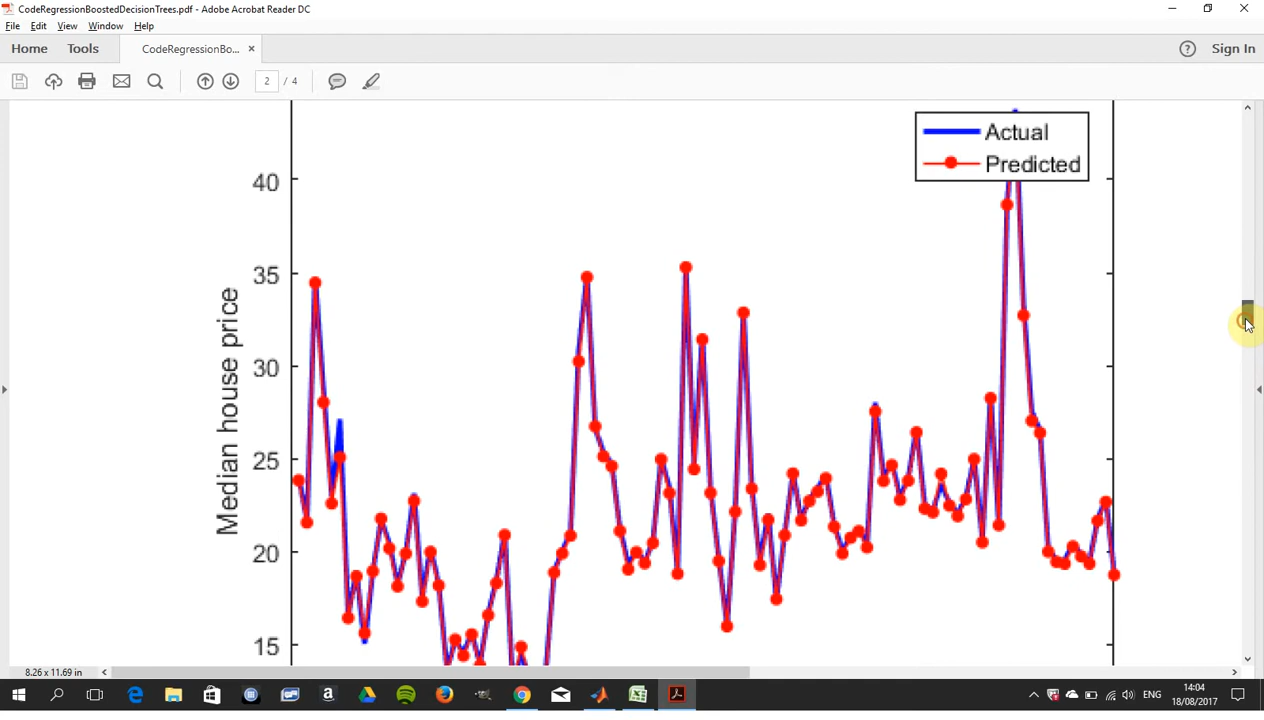 CodeRegressionBoostedDecisionTrees.pdf - Adobe Acrobat Reader DC
File Edit View Window Help
Home Tools CodeRegressionBo... × ? Sign In
2 / 4
Actual
Predicted
40
35
30
25
20
15
Median house price
8.26 x 11.69 in
ENG
14:04
18/08/2017